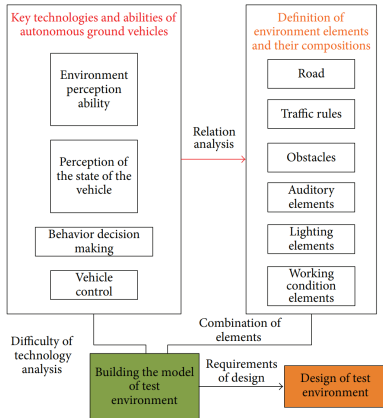 Key technologies and abilities of
autonomous ground vehicles
Environment
perception
ability
Perception of
the state of the
vehicle
Behavior decision
making
Vehicle
control
Relation
analysis
Definition of
environment elements
and their compositions
Road
Traffic rules
Obstacles
Auditory
elements
Lighting
elements
Working
condition
elements
Difficulty of
technology
analysis
Combination of
elements
Building the model
of test
environment
Requirements
of design
Design of test
environment